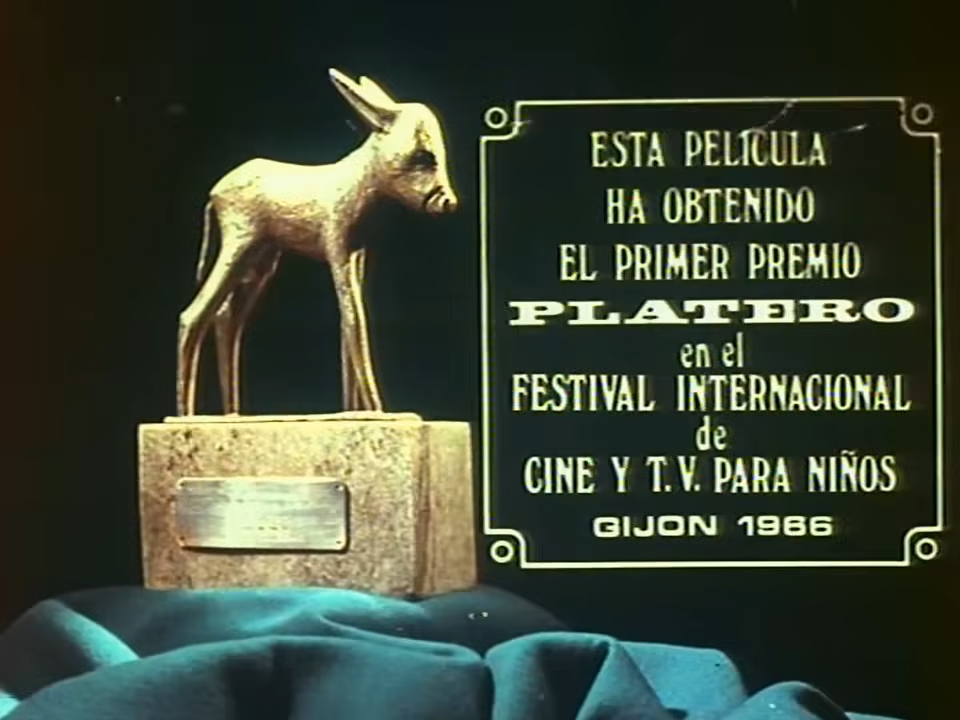 ESTA PELICULA
HA OBTENIDO
EL PRIMER PREMIO
PLATERO
en el
FESTIVAL INTERNACIONAL
de
CINE Y T.V. PARA NIÑOS
GIJON 1966